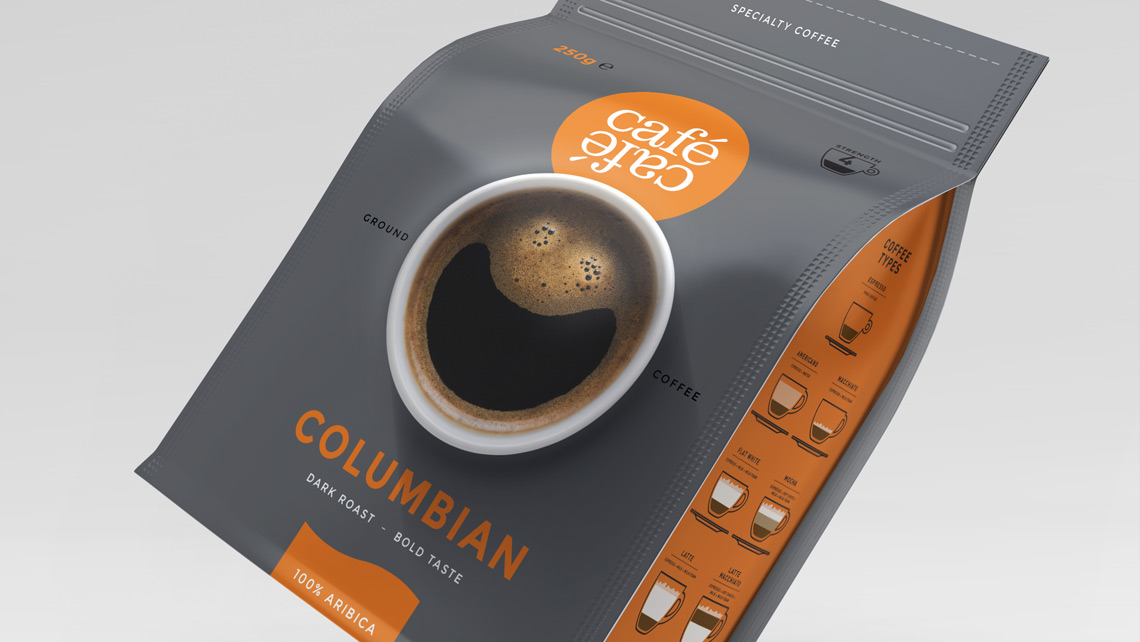 SPECIALTY COFFEE
250g ℮
café
café
STRENGTH
4
GROUND
COFFEE
COLUMBIAN
DARK ROAST - BOLD TASTE
100% ARIBICA
COFFEE
TYPES
ESPRESSO
AMERICANO
MACCHIATO
FLAT WHITE
MOCHA
LATTE
LATTE
MACCHIATO